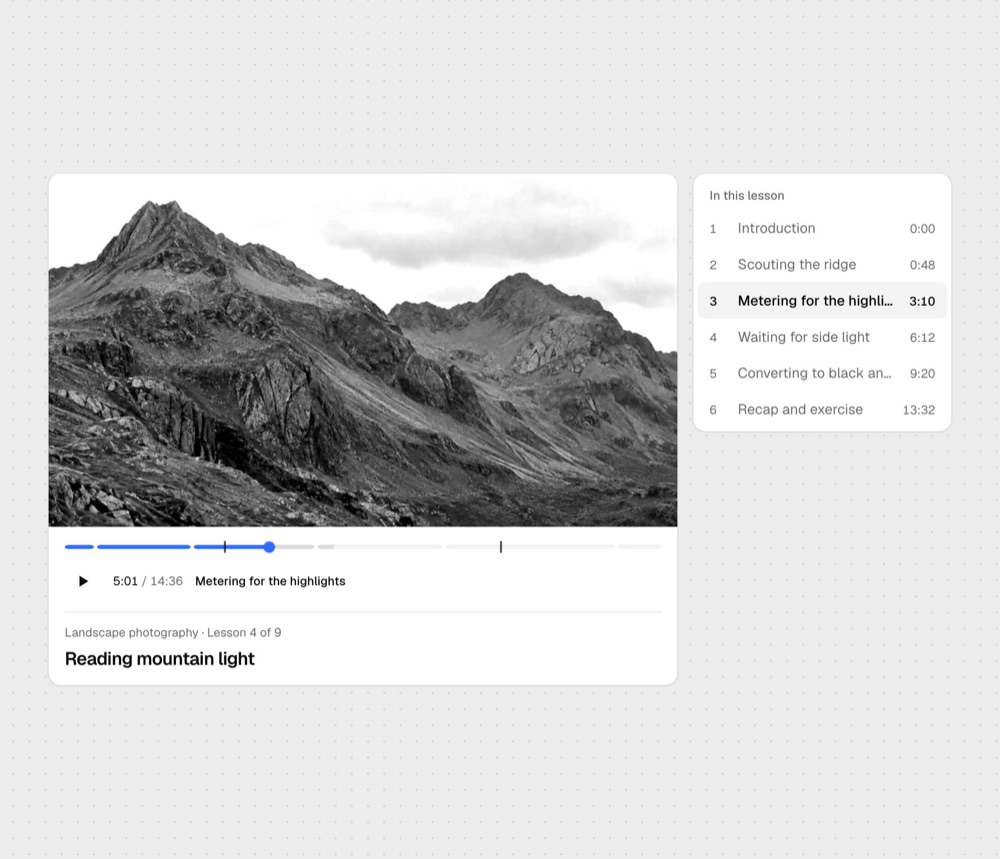 5:01 / 14:36 Metering for the highlights
Landscape photography · Lesson 4 of 9
Reading mountain light
In this lesson
1 Introduction 0:00
2 Scouting the ridge 0:48
3 Metering for the highli... 3:10
4 Waiting for side light 6:12
5 Converting to black an... 9:20
6 Recap and exercise 13:32